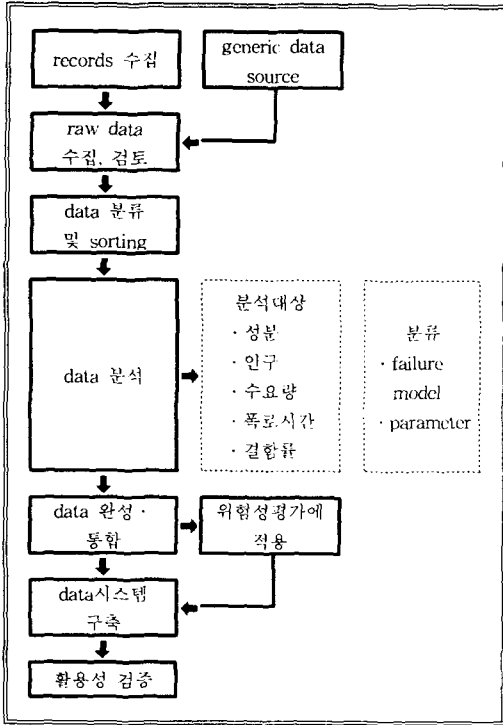 records 수집
generic data
source
raw data
수집, 검토
data 분류
및 sorting
data 분석
분석대상
· 성분
· 인구
· 수요량
· 폭로시간
· 결함률
분류
· failure
model
· parameter
data 완성 ·
통합
위험성평가에
적용
data시스템
구축
활용성 검증